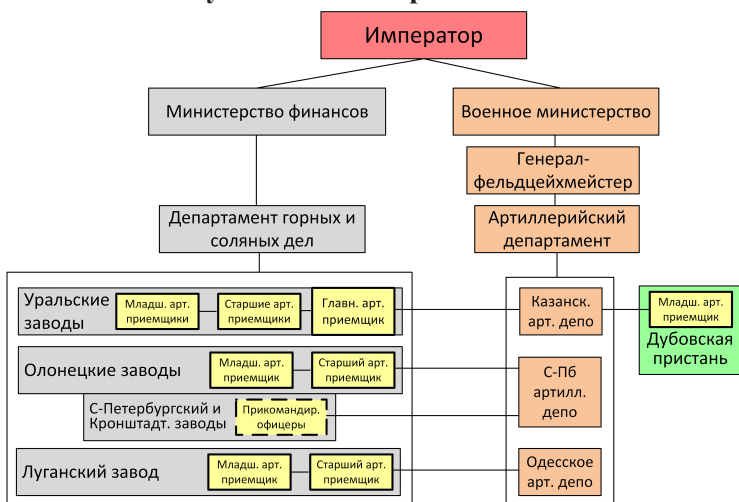 Император
Министерство финансов
Военное министерство
Генерал-
фельдцейхмейстер
Департамент горных и
соляных дел
Артиллерийский
департамент
Уральские
заводы
Младш. арт.
приемщики
Старшие арт.
приемщики
Главн. арт.
приемщик
Казанск.
арт. депо
Младш. арт.
приемщик
Дубовская
пристань
Олонецкие заводы
Младш. арт.
приемщик
Старший арт.
приемщик
С-Пб
артилл.
депо
С-Петербургский и
Кронштадт. заводы
Прикомандир.
офицеры
Луганский завод
Младш. арт.
приемщик
Старший арт.
приемщик
Одесское
арт. депо